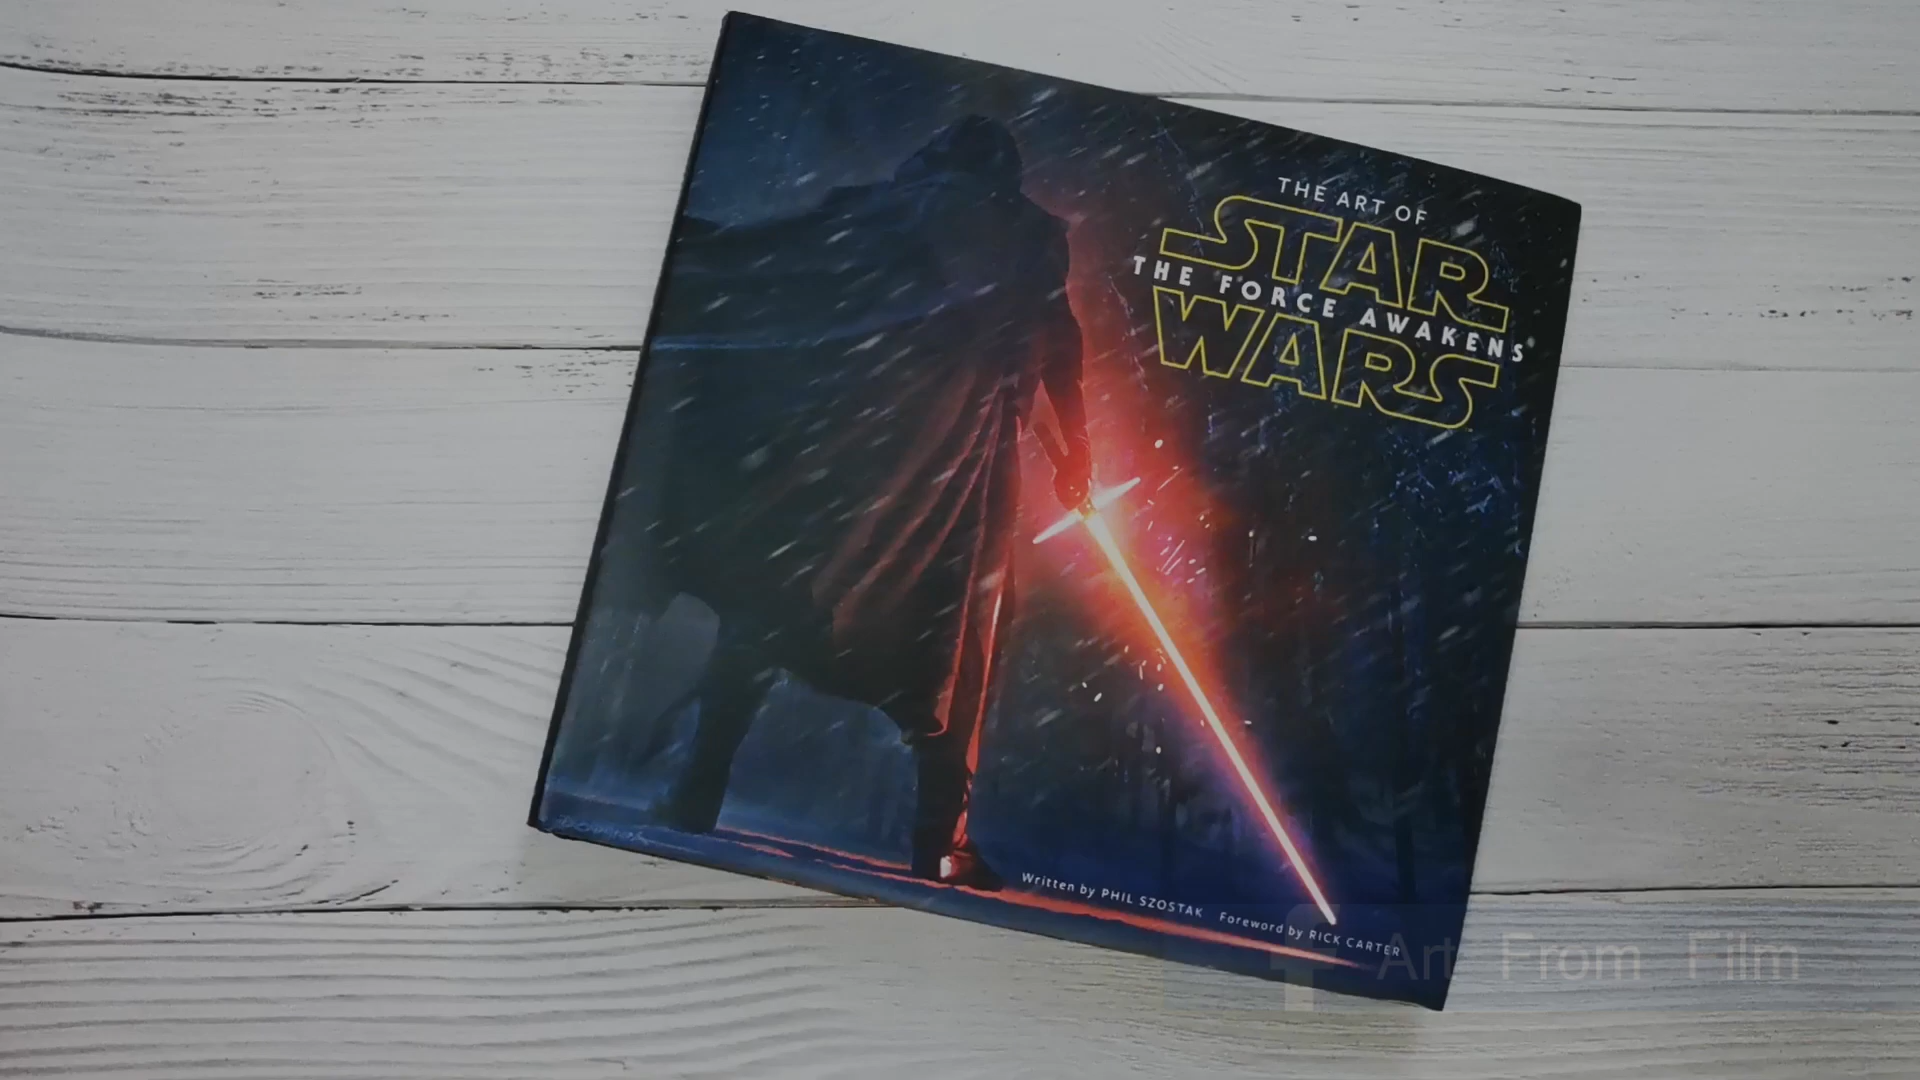 THE ART OF
STAR
THE FORCE AWAKENS
WARS
Written by PHIL SZOSTAK Foreword by RICK CARTER
f Art From Film